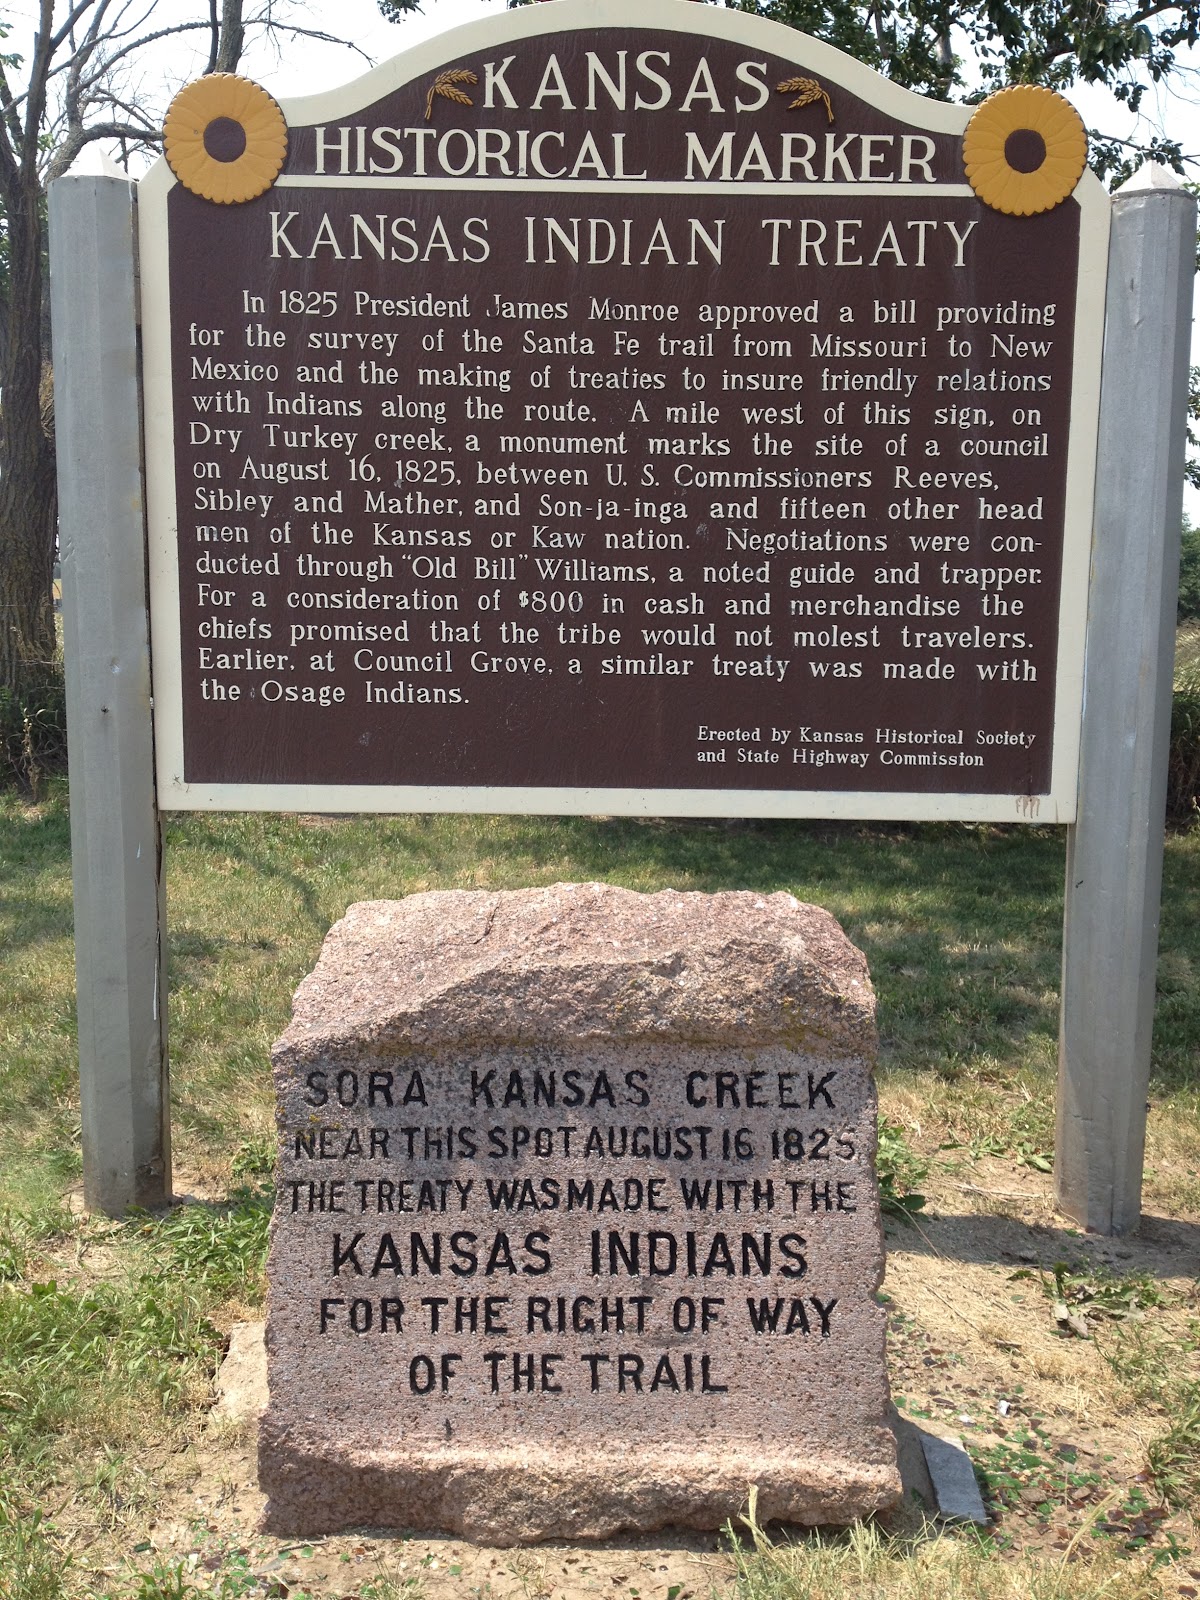 KANSAS
HISTORICAL MARKER
KANSAS INDIAN TREATY
In 1825 President James Monroe approved a bill providing
for the survey of the Santa Fe trail from Missouri to New
Mexico and the making of treaties to insure friendly relations
with Indians along the route. A mile west of this sign, on
Dry Turkey creek, a monument marks the site of a council
on August 16, 1825, between U. S. Commissioners Reeves,
Sibley and Mather, and Son-ja-inga and fifteen other head
men of the Kansas or Kaw nation. Negotiations were con-
ducted through "Old Bill" Williams, a noted guide and trapper.
For a consideration of $800 in cash and merchandise the
chiefs promised that the tribe would not molest travelers.
Earlier, at Council Grove, a similar treaty was made with
the Osage Indians.
Erected by Kansas Historical Society
and State Highway Commission
SORA KANSAS CREEK
NEAR THIS SPOT AUGUST 16 1825
THE TREATY WAS MADE WITH THE
KANSAS INDIANS
FOR THE RIGHT OF WAY
OF THE TRAIL